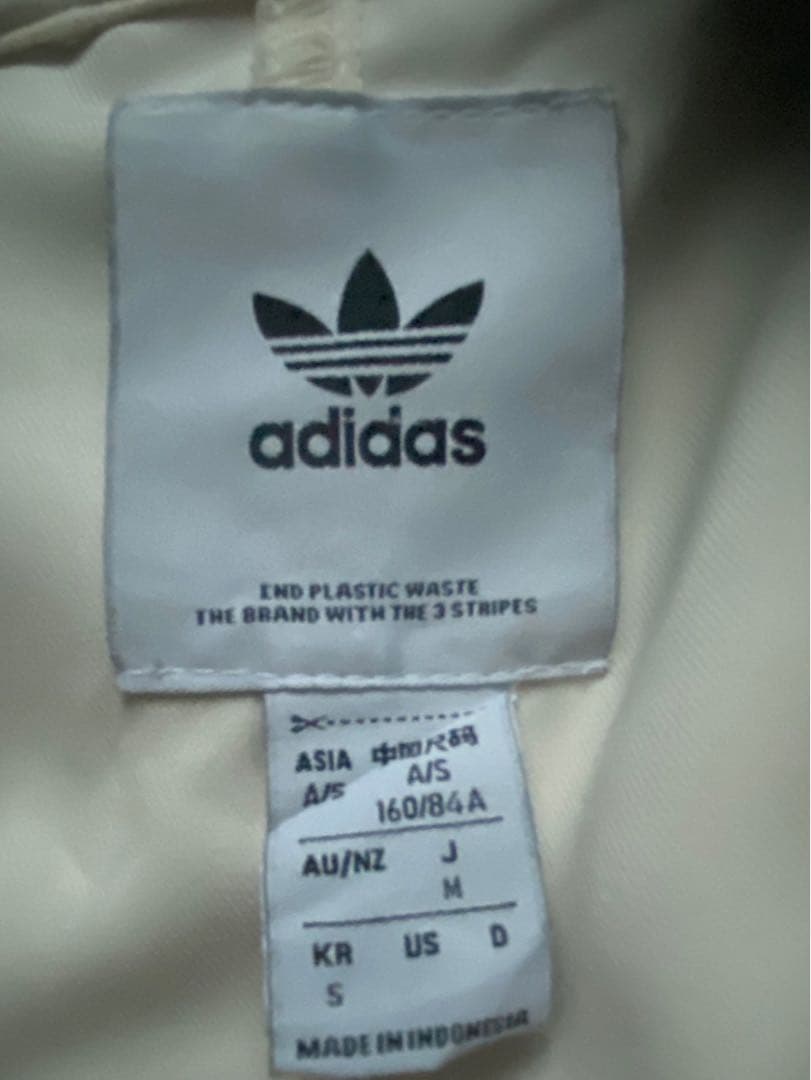 adidas
END PLASTIC WASTE
THE BRAND WITH THE 3 STRIPES
ASIA 中国尺码
A/S A/S
160/84A
AU/NZ J
M
KR US D
S
MADE IN INDONESIA